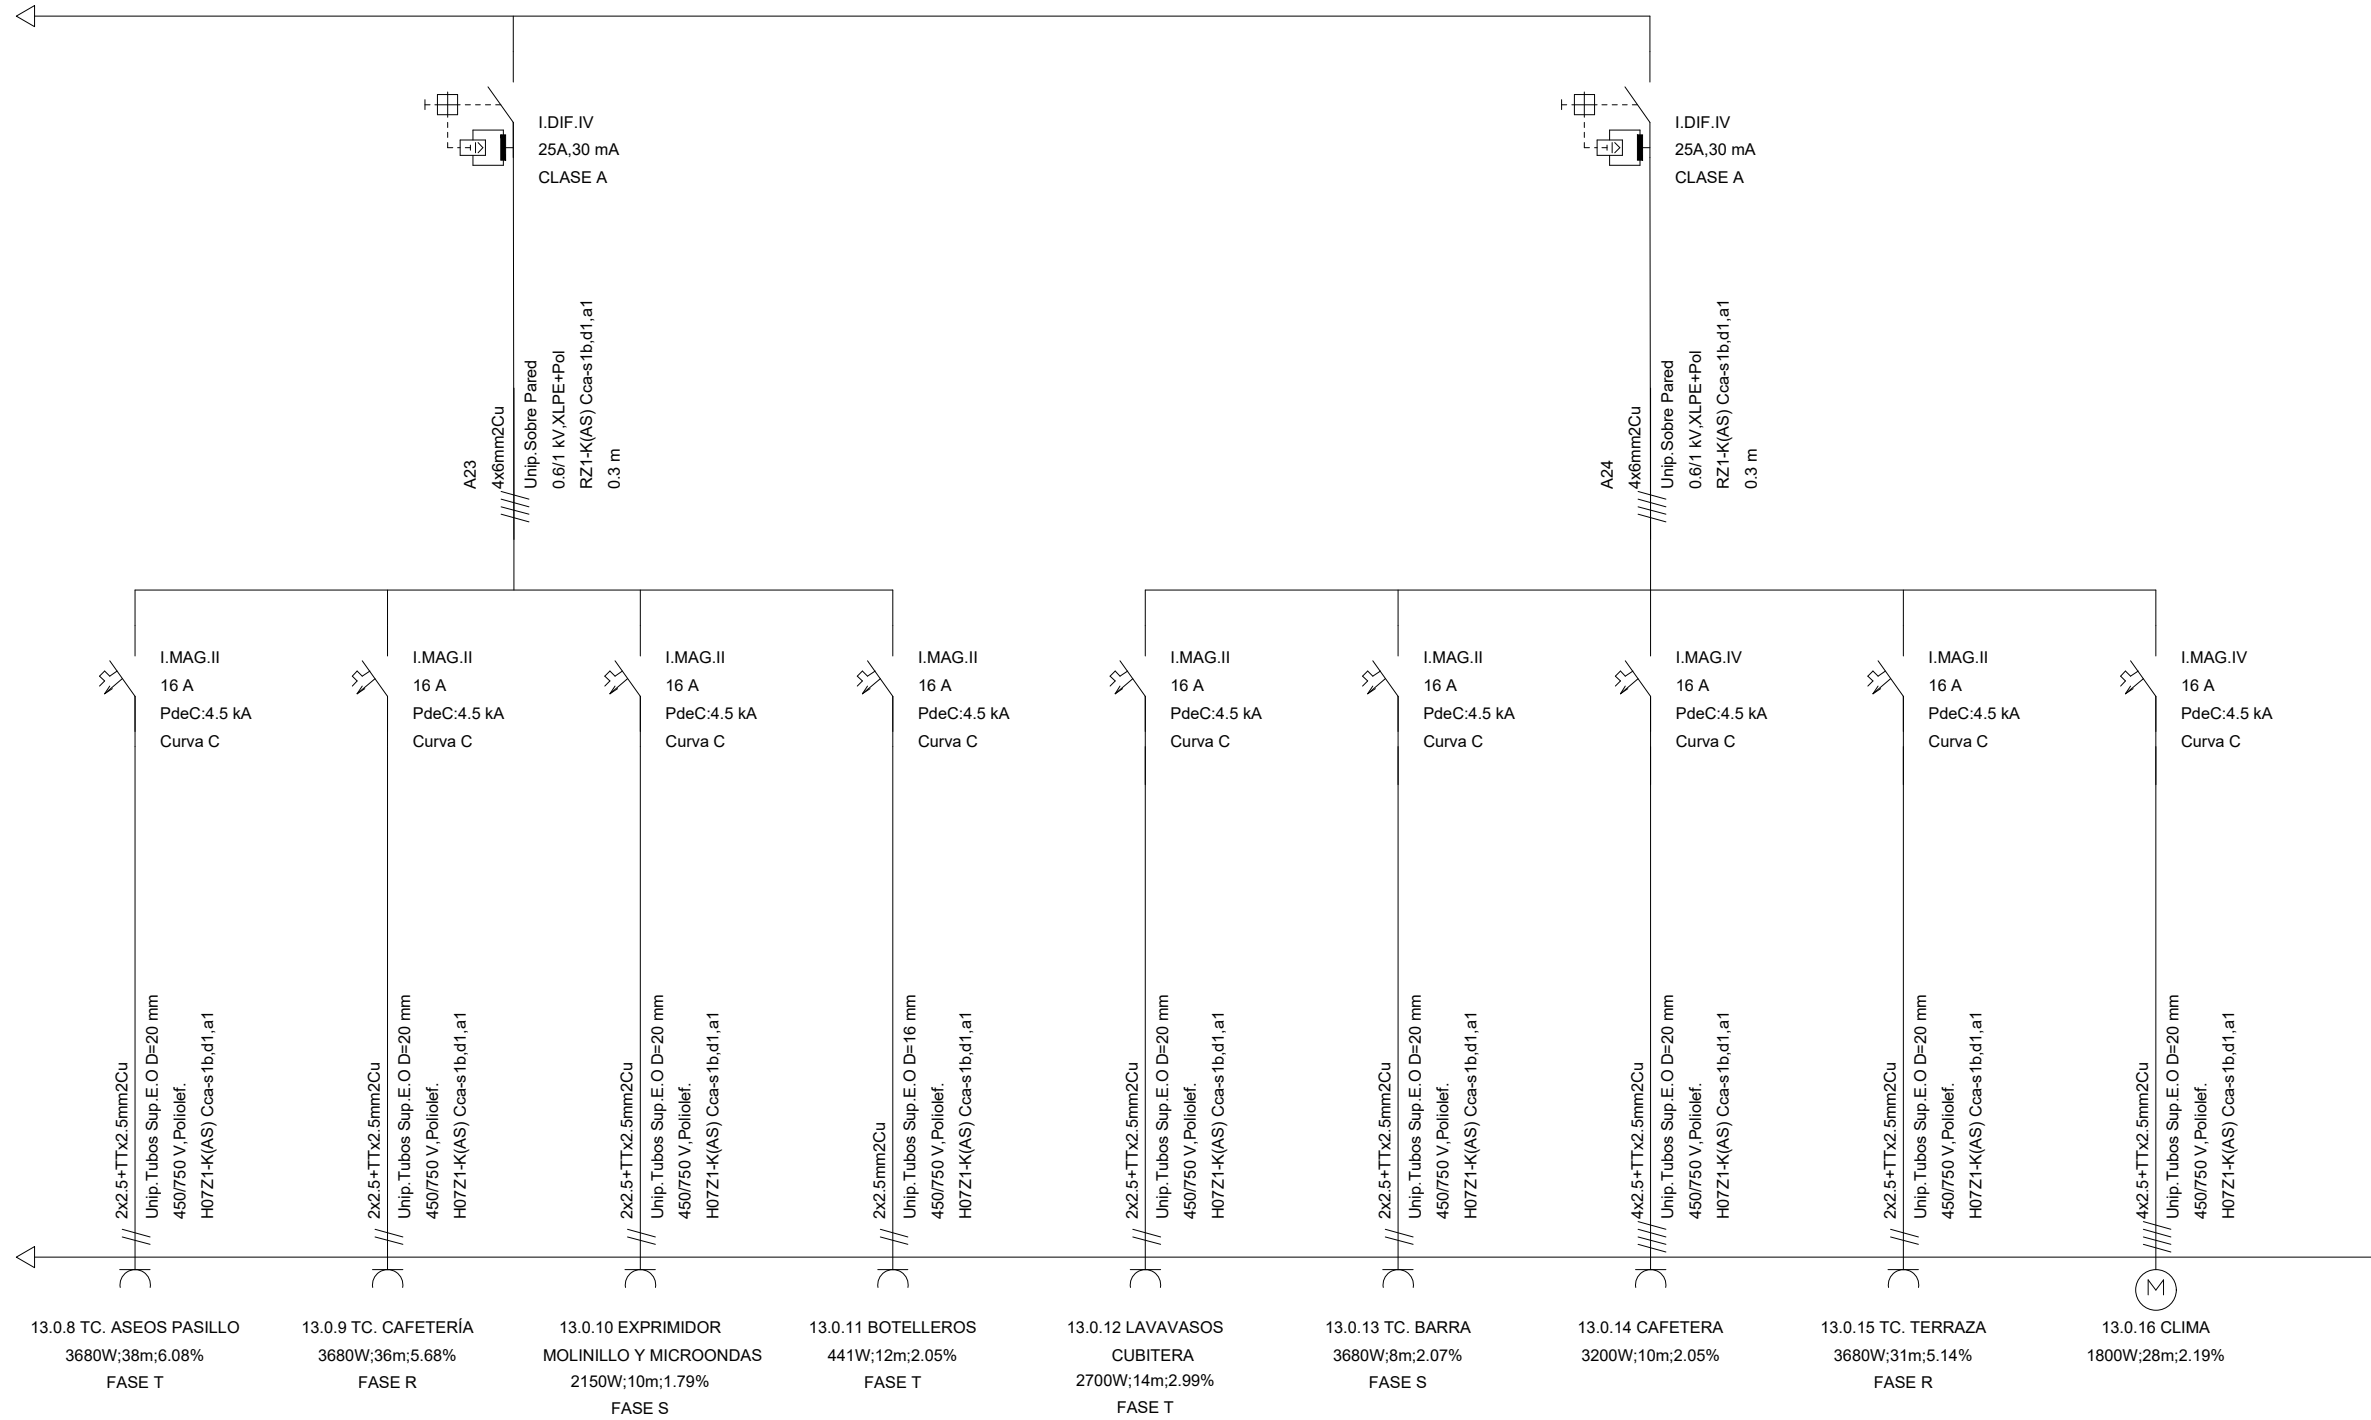 I.DIF.IV
25A,30 mA
CLASE A
I.DIF.IV
25A,30 mA
CLASE A
A23
4x6mm2Cu
Unip.Sobre Pared
0.6/1 kV,XLPE+Pol
RZ1-K(AS) Cca-s1b,d1,a1
0.3 m
A24
4x6mm2Cu
Unip.Sobre Pared
0.6/1 kV,XLPE+Pol
RZ1-K(AS) Cca-s1b,d1,a1
0.3 m
I.MAG.II
16 A
PdeC:4.5 kA
Curva C
I.MAG.II
16 A
PdeC:4.5 kA
Curva C
I.MAG.II
16 A
PdeC:4.5 kA
Curva C
I.MAG.II
16 A
PdeC:4.5 kA
Curva C
I.MAG.II
16 A
PdeC:4.5 kA
Curva C
I.MAG.II
16 A
PdeC:4.5 kA
Curva C
I.MAG.IV
16 A
PdeC:4.5 kA
Curva C
I.MAG.II
16 A
PdeC:4.5 kA
Curva C
I.MAG.IV
16 A
PdeC:4.5 kA
Curva C
2x2.5+TTx2.5mm2Cu
Unip.Tubos Sup.E.O D=20 mm
450/750 V,Poliolef.
H07Z1-K(AS) Cca-s1b,d1,a1
2x2.5+TTx2.5mm2Cu
Unip.Tubos Sup.E.O D=20 mm
450/750 V,Poliolef.
H07Z1-K(AS) Cca-s1b,d1,a1
2x2.5+TTx2.5mm2Cu
Unip.Tubos Sup.E.O D=20 mm
450/750 V,Poliolef.
H07Z1-K(AS) Cca-s1b,d1,a1
2x2.5mm2Cu
Unip.Tubos Sup.E.O D=16 mm
450/750 V,Poliolef.
H07Z1-K(AS) Cca-s1b,d1,a1
2x2.5+TTx2.5mm2Cu
Unip.Tubos Sup.E.O D=20 mm
450/750 V,Poliolef.
H07Z1-K(AS) Cca-s1b,d1,a1
2x2.5+TTx2.5mm2Cu
Unip.Tubos Sup.E.O D=20 mm
450/750 V,Poliolef.
H07Z1-K(AS) Cca-s1b,d1,a1
4x2.5+TTx2.5mm2Cu
Unip.Tubos Sup.E.O D=20 mm
450/750 V,Poliolef.
H07Z1-K(AS) Cca-s1b,d1,a1
2x2.5+TTx2.5mm2Cu
Unip.Tubos Sup.E.O D=20 mm
450/750 V,Poliolef.
H07Z1-K(AS) Cca-s1b,d1,a1
4x2.5+TTx2.5mm2Cu
Unip.Tubos Sup.E.O D=20 mm
450/750 V,Poliolef.
H07Z1-K(AS) Cca-s1b,d1,a1
M
13.0.8 TC. ASEOS PASILLO
3680W;38m;6.08%
FASE T
13.0.9 TC. CAFETERÍA
3680W;36m;5.68%
FASE R
13.0.10 EXPRIMIDOR
MOLINILLO Y MICROONDAS
2150W;10m;1.79%
FASE S
13.0.11 BOTELLEROS
441W;12m;2.05%
FASE T
13.0.12 LAVAVASOS
CUBITERA
2700W;14m;2.99%
FASE T
13.0.13 TC. BARRA
3680W;8m;2.07%
FASE S
13.0.14 CAFETERA
3200W;10m;2.05%
13.0.15 TC. TERRAZA
3680W;31m;5.14%
FASE R
13.0.16 CLIMA
1800W;28m;2.19%